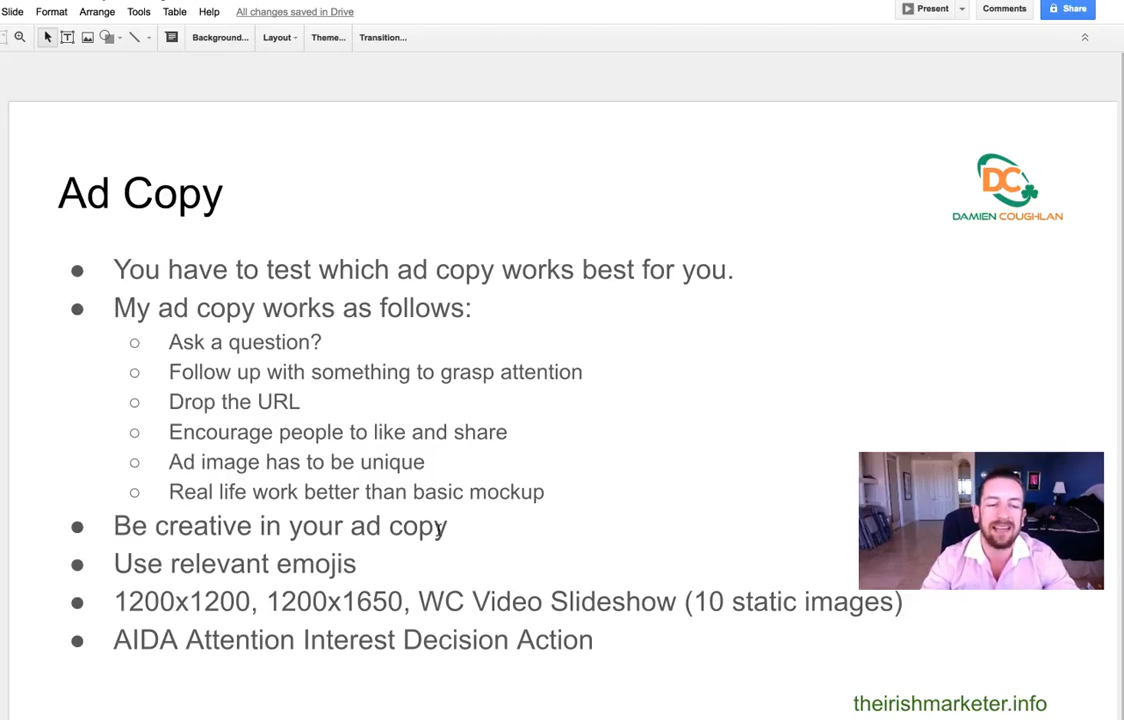 Slide Format Arrange Tools Table Help All changes saved in Drive Present Comments Share
Background... Layout Theme... Transition...
Ad Copy
DC
DAMIEN COUGHLAN
● You have to test which ad copy works best for you.
● My ad copy works as follows:
○ Ask a question?
○ Follow up with something to grasp attention
○ Drop the URL
○ Encourage people to like and share
○ Ad image has to be unique
○ Real life work better than basic mockup
● Be creative in your ad copy
● Use relevant emojis
● 1200x1200, 1200x1650, WC Video Slideshow (10 static images)
● AIDA Attention Interest Decision Action
theirishmarketer.info